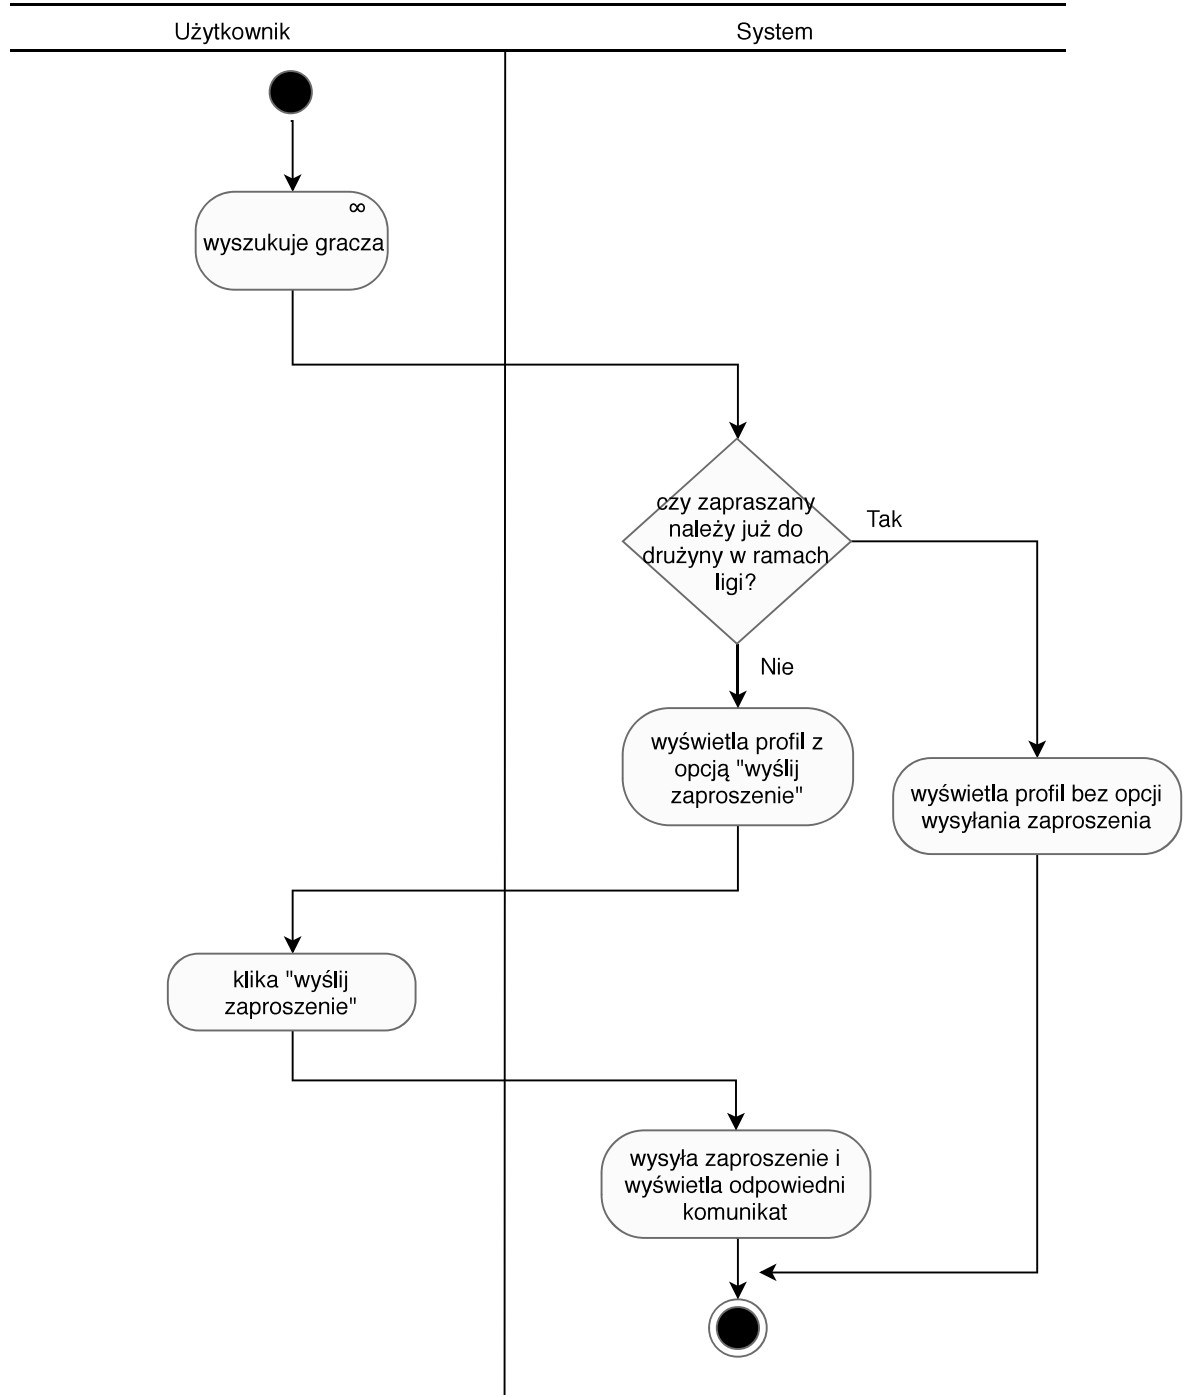 Użytkownik
System
∞
wyszukuje gracza
czy zapraszany
należy już do
drużyny w ramach
ligi?
Tak
Nie
wyświetla profil z
opcją "wyślij
zaproszenie"
wyświetla profil bez opcji
wysyłania zaproszenia
klika "wyślij
zaproszenie"
wysyła zaproszenie i
wyświetla odpowiedni
komunikat